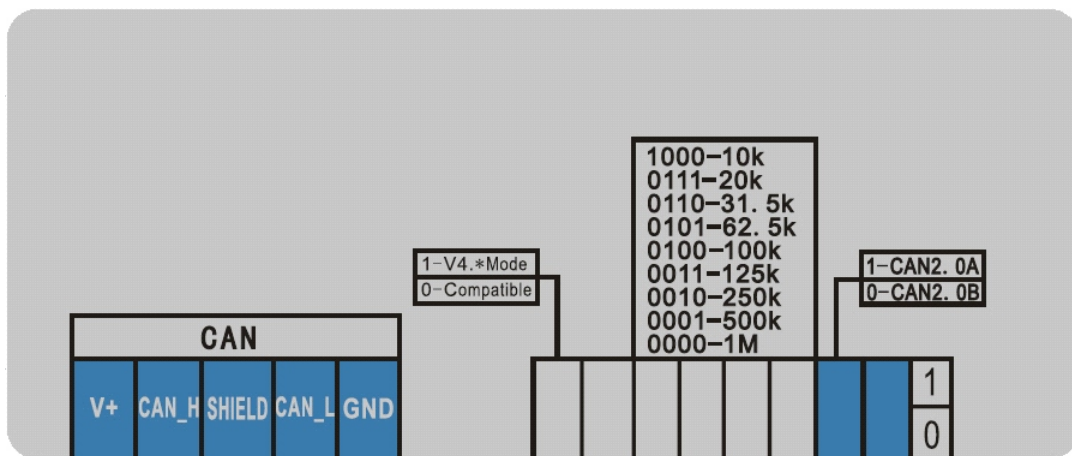 1000-10k
0111-20k
0110-31.5k
0101-62.5k
0100-100k
0011-125k
0010-250k
0001-500k
0000-1M
1-V4.*Mode
0-Compatible
1-CAN2.0A
0-CAN2.0B
CAN
V+ CAN_H SHIELD CAN_L GND
1
0